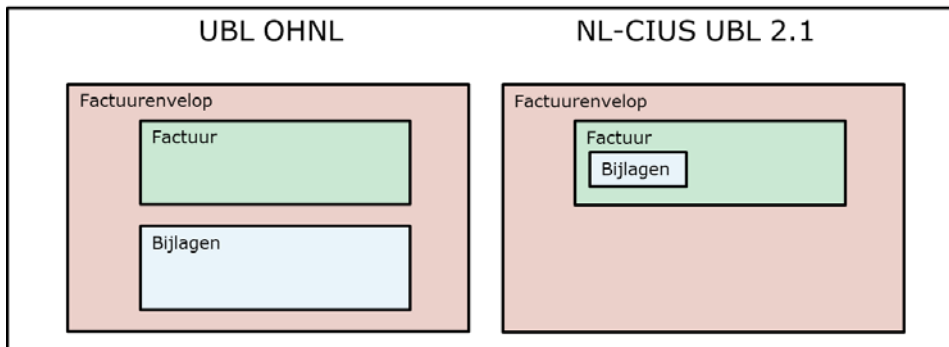 UBL OHNL
Factuurenvelop
Factuur
Bijlagen
NL-CIUS UBL 2.1
Factuurenvelop
Factuur
Bijlagen